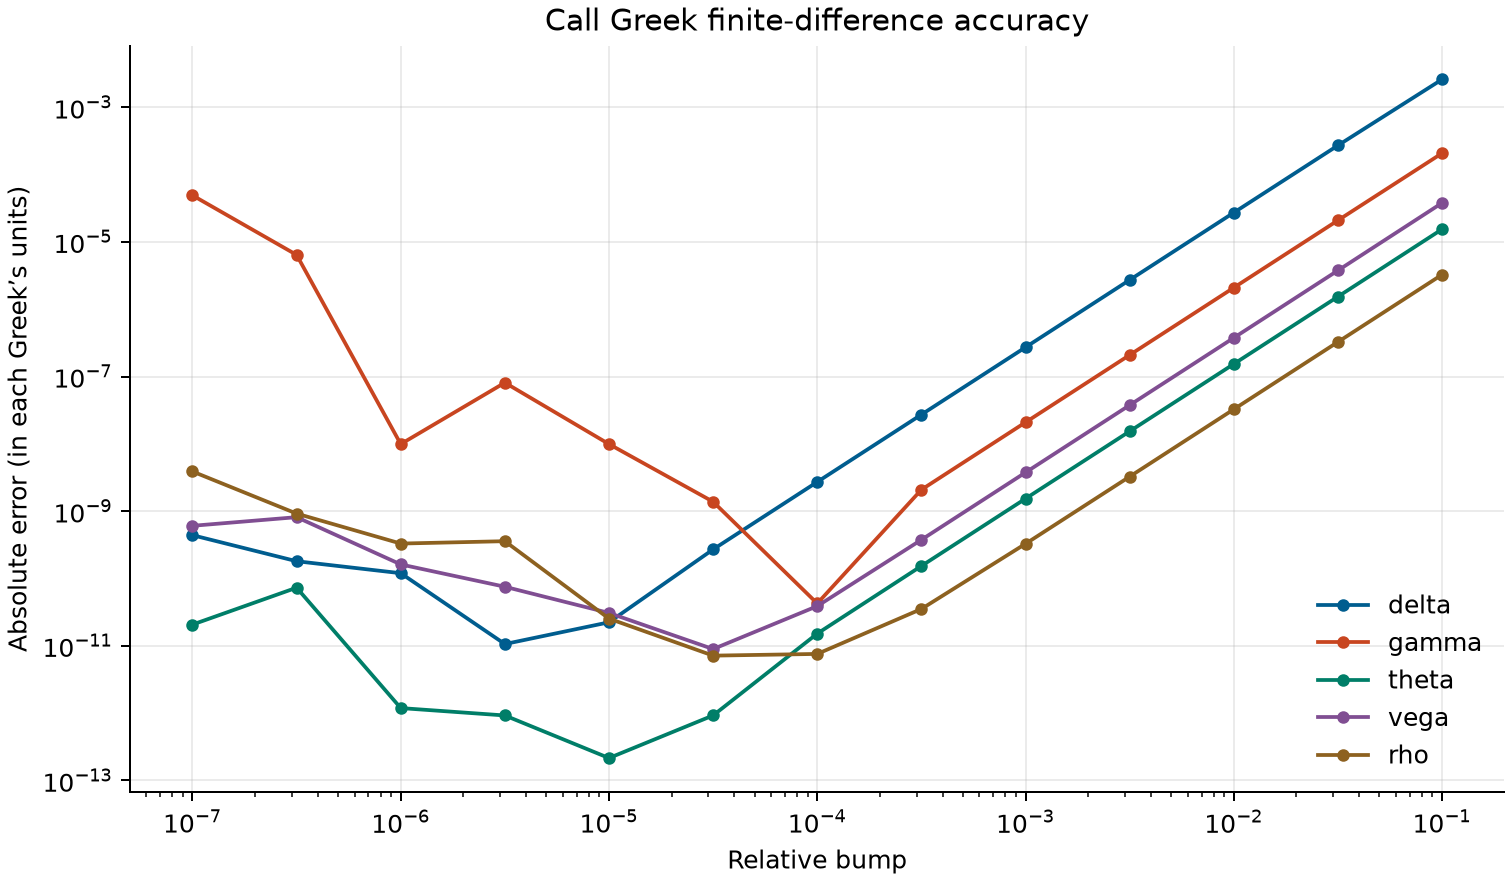 Call Greek finite-difference accuracy
Absolute error (in each Greek’s units)
10⁻³
10⁻⁵
10⁻⁷
10⁻⁹
10⁻¹¹
10⁻¹³
delta
gamma
theta
vega
rho
10⁻⁷ 10⁻⁶ 10⁻⁵ 10⁻⁴ 10⁻³ 10⁻² 10⁻¹
Relative bump